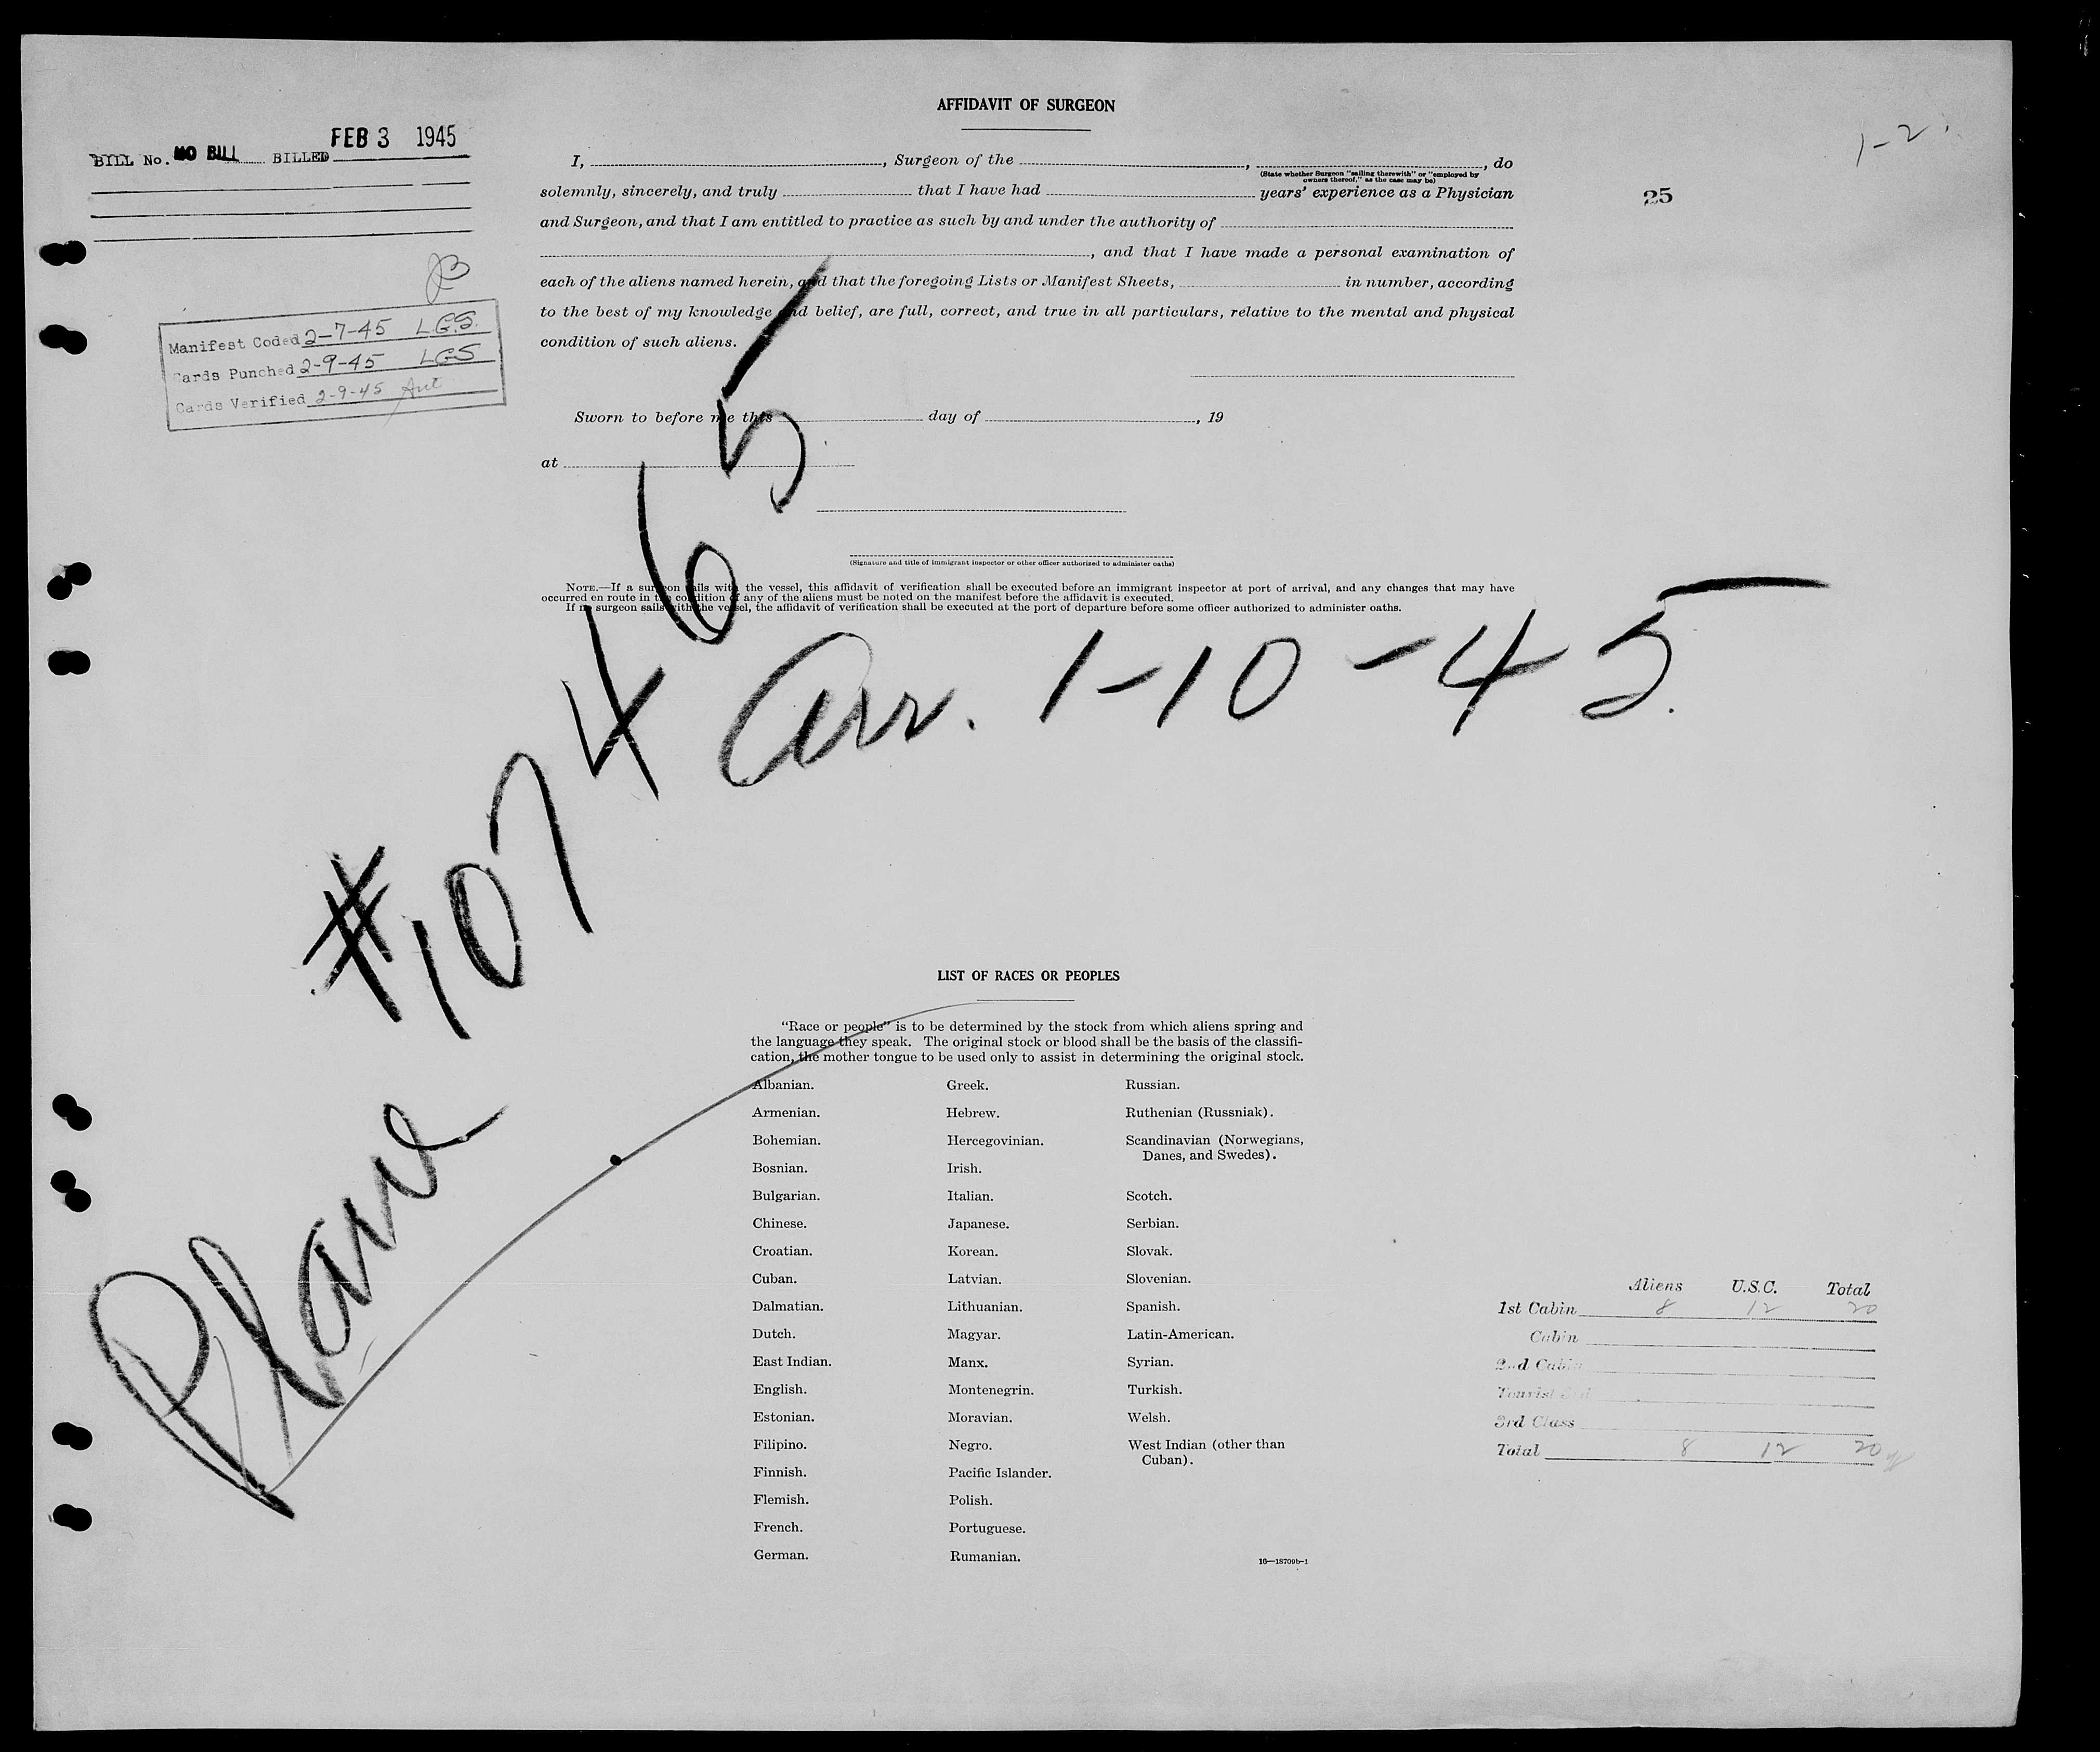 AFFIDAVIT OF SURGEON
FEB 3 1945
BILL No. NO BILL BILLED
1-2.
25
I, , Surgeon of the , , do
(State whether Surgeon "sailing therewith" or "employed by
owners thereof," as the case may be)
solemnly, sincerely, and truly that I have had years' experience as a Physician
and Surgeon, and that I am entitled to practice as such by and under the authority of
, and that I have made a personal examination of
each of the aliens named herein, and that the foregoing Lists or Manifest Sheets, in number, according
to the best of my knowledge and belief, are full, correct, and true in all particulars, relative to the mental and physical
condition of such aliens.
Manifest Coded 2-7-45 L.G.S.
Cards Punched 2-9-45 LGS
Cards Verified 2-9-45
Sworn to before me this day of , 19
at
(Signature and title of immigrant inspector or other officer authorized to administer oaths)
NOTE.—If a surgeon sails with the vessel, this affidavit of verification shall be executed before an immigrant inspector at port of arrival, and any changes that may have
occurred en route in the condition of any of the aliens must be noted on the manifest before the affidavit is executed.
If no surgeon sails with the vessel, the affidavit of verification shall be executed at the port of departure before some officer authorized to administer oaths.
Plane #107465
Arr. 1-10-45.
LIST OF RACES OR PEOPLES
"Race or people" is to be determined by the stock from which aliens spring and
the language they speak. The original stock or blood shall be the basis of the classifi-
cation, the mother tongue to be used only to assist in determining the original stock.
Albanian.
Armenian.
Bohemian.
Bosnian.
Bulgarian.
Chinese.
Croatian.
Cuban.
Dalmatian.
Dutch.
East Indian.
English.
Estonian.
Filipino.
Finnish.
Flemish.
French.
German.
Greek.
Hebrew.
Hercegovinian.
Irish.
Italian.
Japanese.
Korean.
Latvian.
Lithuanian.
Magyar.
Manx.
Montenegrin.
Moravian.
Negro.
Pacific Islander.
Polish.
Portuguese.
Rumanian.
Russian.
Ruthenian (Russniak).
Scandinavian (Norwegians,
Danes, and Swedes).
Scotch.
Serbian.
Slovak.
Slovenian.
Spanish.
Latin-American.
Syrian.
Turkish.
Welsh.
West Indian (other than
Cuban).
16—18709b-1
Aliens U.S.C. Total
1st Cabin 8 12 20
Cabin
2nd Cabin
Tourist 3rd
3rd Class
Total 8 12 20